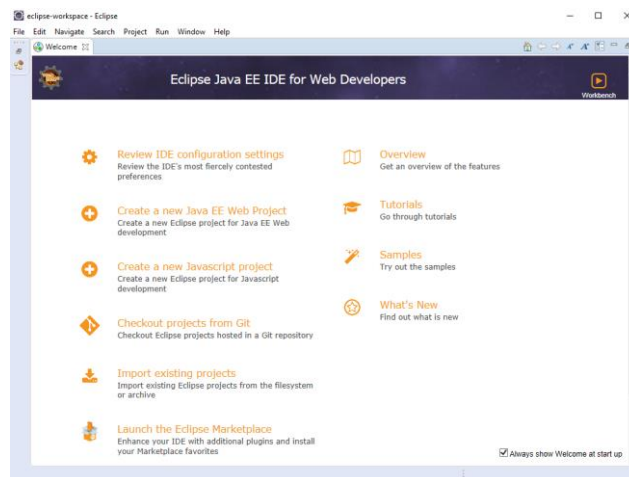 eclipse-workspace - Eclipse
File Edit Navigate Search Project Run Window Help
Welcome
Eclipse Java EE IDE for Web Developers
Workbench
Review IDE configuration settings
Review the IDE's most fiercely contested
preferences
Create a new Java EE Web Project
Create a new Eclipse project for Java EE Web
development
Create a new Javascript project
Create a new Eclipse project for Javascript
development
Checkout projects from Git
Checkout Eclipse projects hosted in a Git repository
Import existing projects
Import existing Eclipse projects from the filesystem
or archive
Launch the Eclipse Marketplace
Enhance your IDE with additional plugins and install
your Marketplace favorites
Overview
Get an overview of the features
Tutorials
Go through tutorials
Samples
Try out the samples
What's New
Find out what is new
Always show Welcome at start up